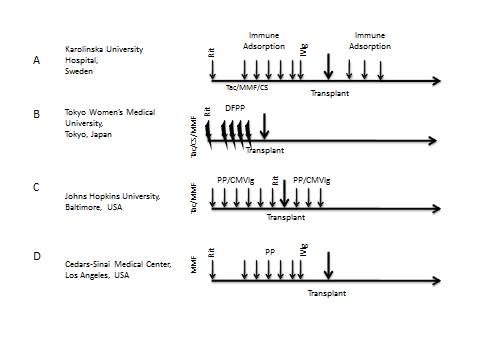 A
Karolinska University
Hospital,
Sweden
Rit
Immune
Adsorption
IVIg
Immune
Adsorption
Tac/MMF/CS
Transplant
B
Tokyo Women's Medical
University,
Tokyo, Japan
Tac/CS/MMF
Rit
DFPP
Transplant
C
Johns Hopkins University,
Baltimore, USA
Tac/MMF
PP/CMVIg
Rit
PP/CMVIg
Transplant
D
Cedars-Sinai Medical Center,
Los Angeles, USA
MMF
Rit
PP
IVIg
Transplant